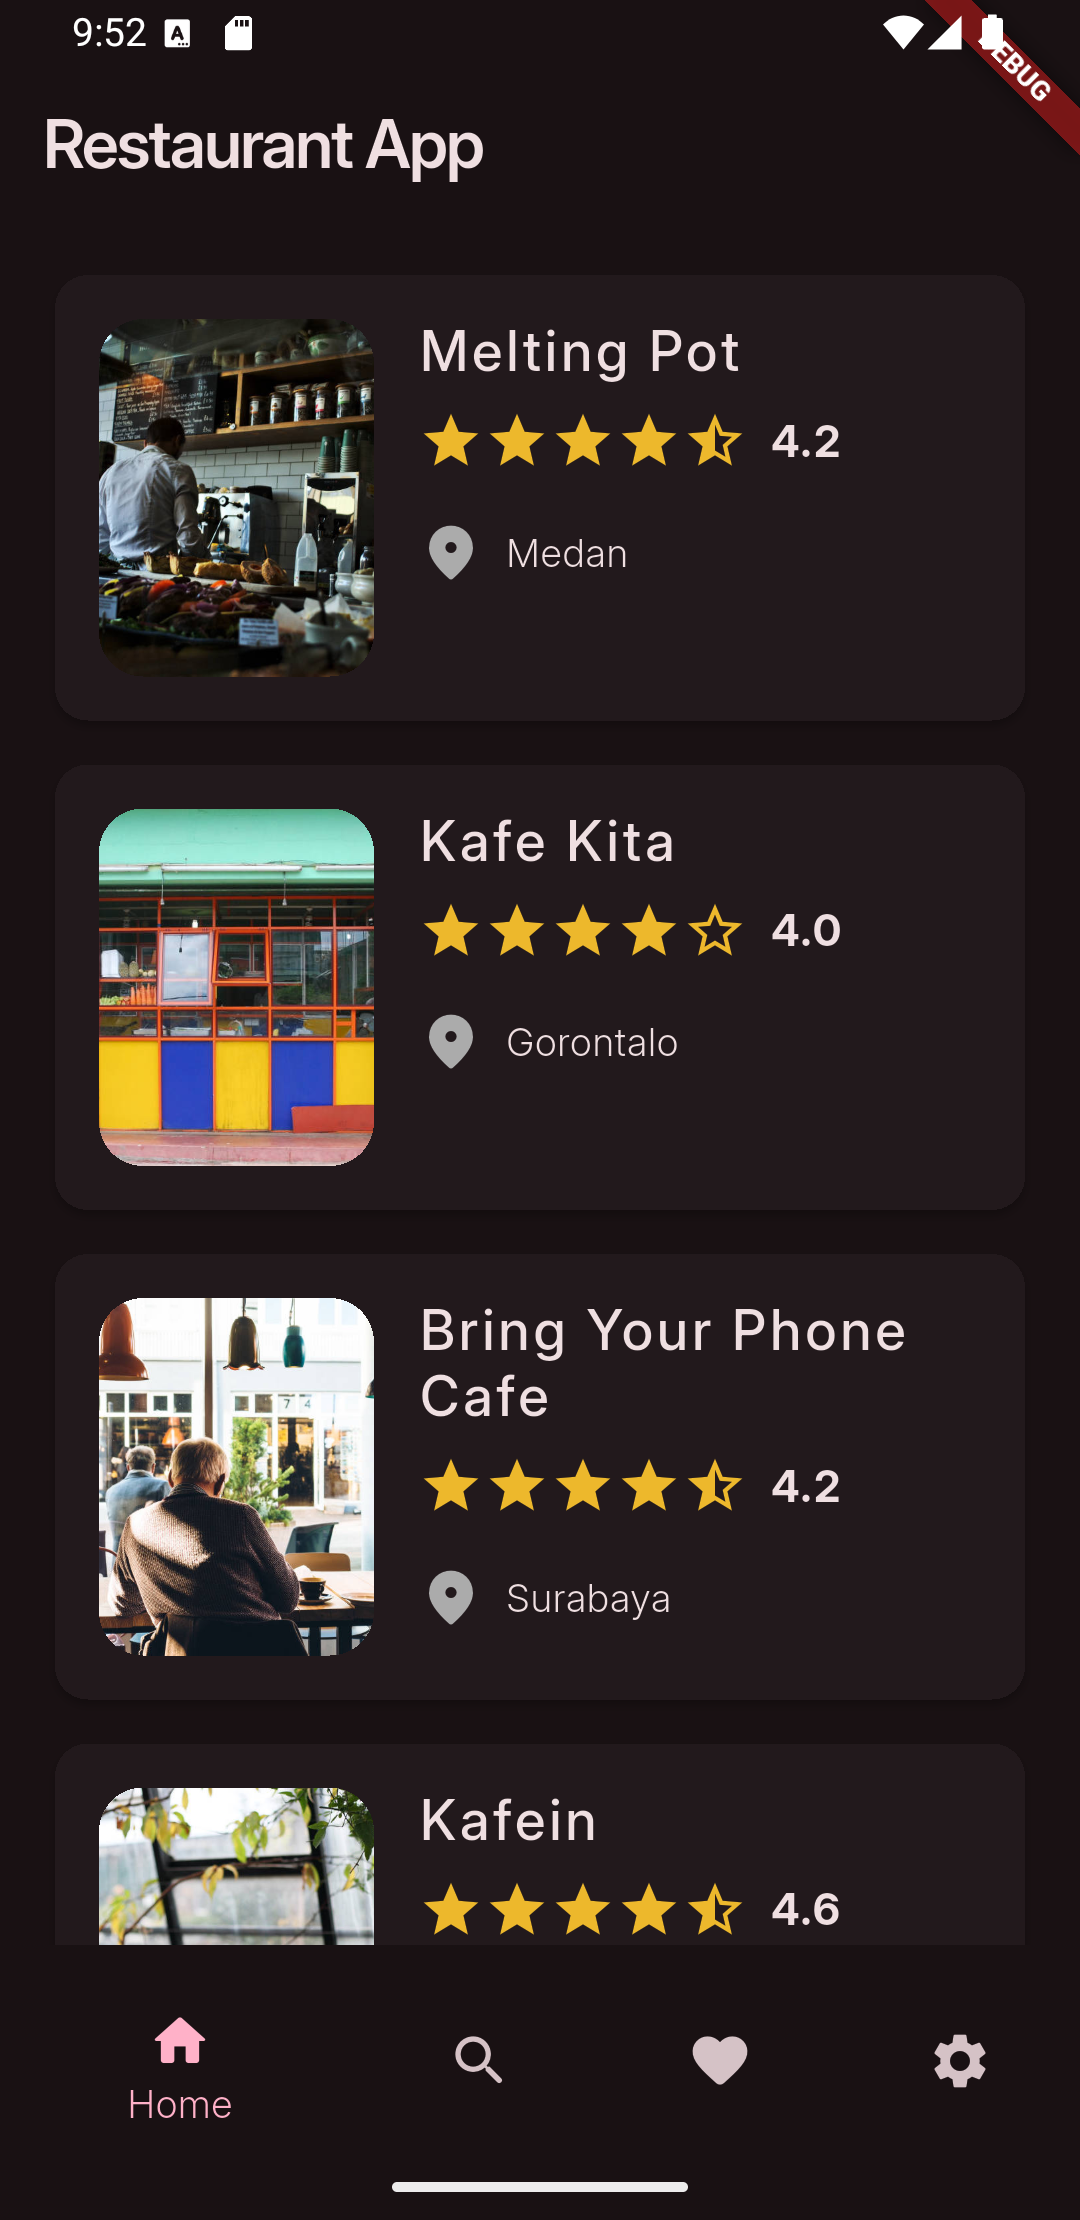 9:52
EBUG
Restaurant App
Melting Pot
4.2
Medan
Kafe Kita
4.0
Gorontalo
Bring Your Phone
Cafe
4.2
Surabaya
Kafein
4.6
Home